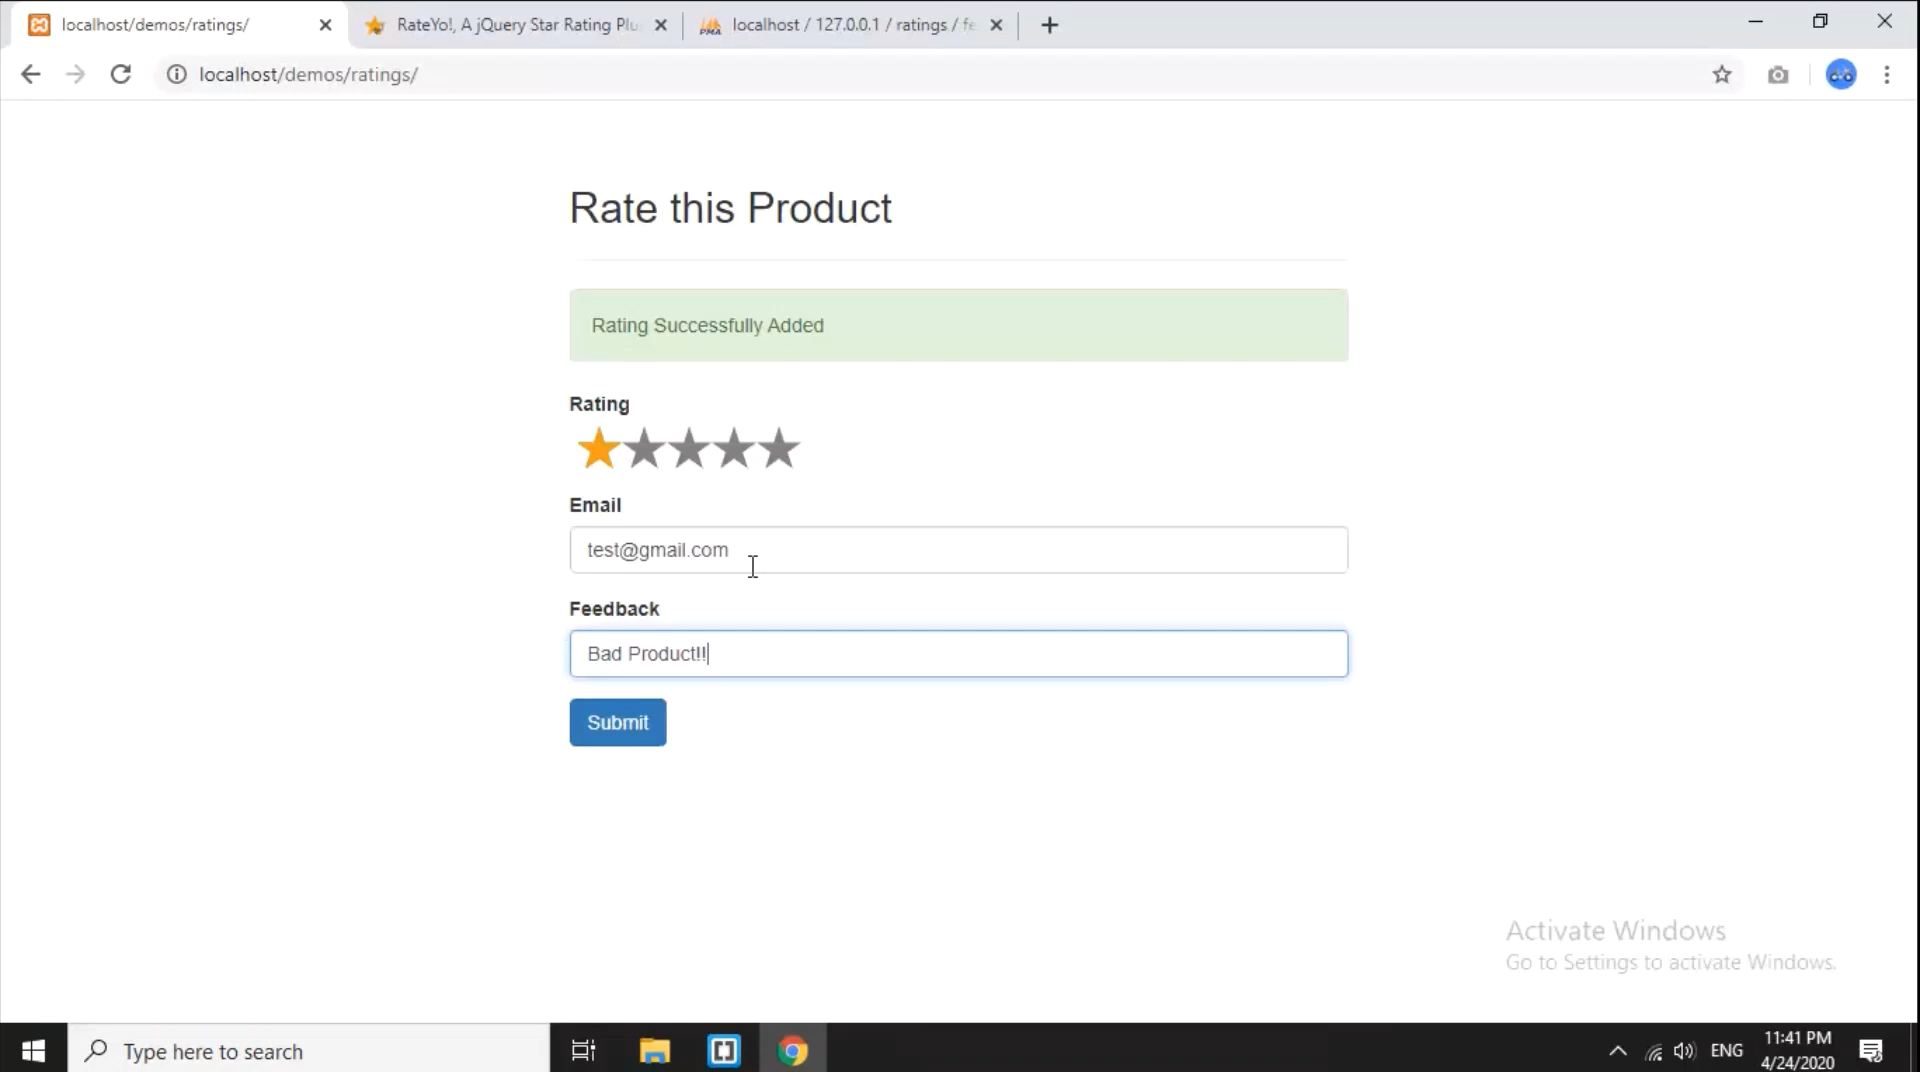 localhost/demos/ratings/
RateYo!, A jQuery Star Rating Plu
localhost / 127.0.0.1 / ratings / fe
localhost/demos/ratings/
Rate this Product
Rating Successfully Added
Rating
Email
test@gmail.com
Feedback
Bad Product!!
Submit
Activate Windows
Go to Settings to activate Windows.
Type here to search
ENG
11:41 PM
4/24/2020